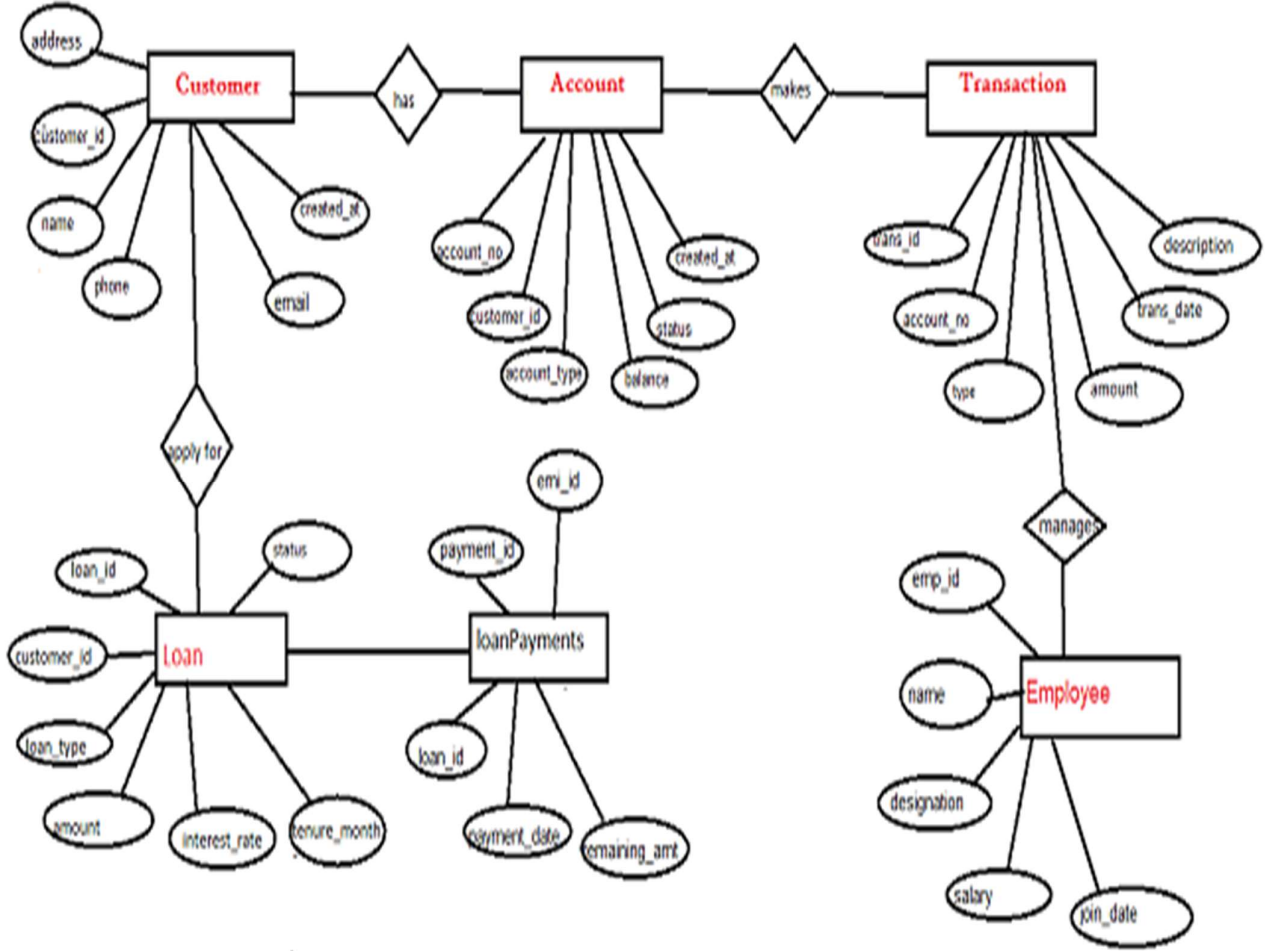 address
Customer
has
Account
makes
Transaction
customer_id
name
phone
email
created_at
account_no
customer_id
account_type
balance
status
created_at
trans_id
account_no
type
amount
trans_date
description
apply for
manages
loan_id
status
customer_id
Loan
loan_type
amount
interest_rate
tenure_month
emi_id
payment_id
loanPayments
loan_id
payment_date
remaining_amt
emp_id
name
Employee
designation
salary
join_date